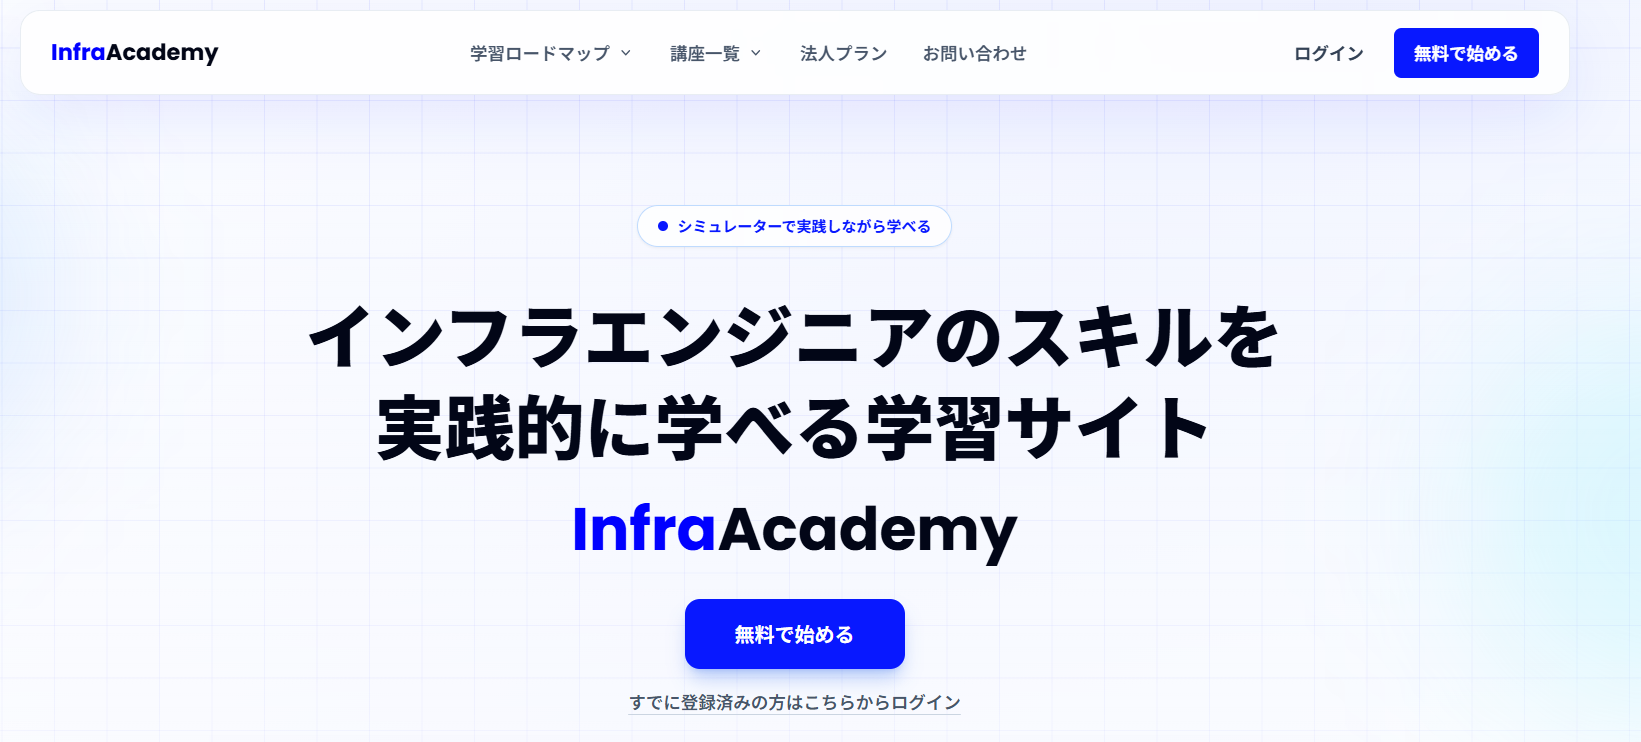 InfraAcademy
学習ロードマップ
講座一覧
法人プラン
お問い合わせ
ログイン
無料で始める
シミュレーターで実践しながら学べる
インフラエンジニアのスキルを
実践的に学べる学習サイト
InfraAcademy
無料で始める
すでに登録済みの方はこちらからログイン